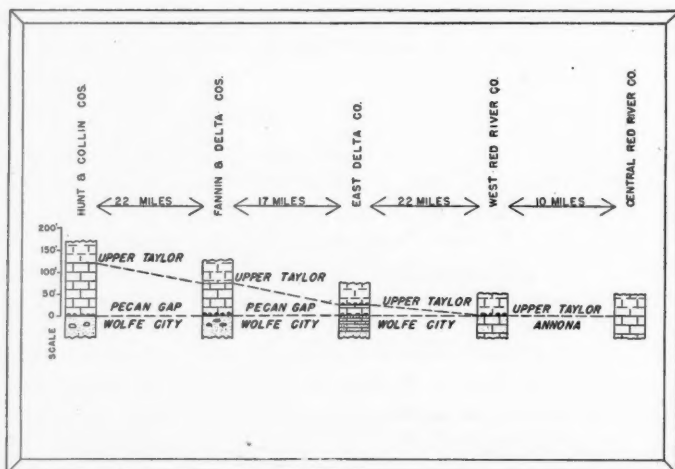 HUNT & COLLIN COS.
FANNIN & DELTA COS.
EAST DELTA CO.
WEST RED RIVER CO.
CENTRAL RED RIVER CO.
22 MILES
17 MILES
22 MILES
10 MILES
200'
150'
100'
50'
0
SCALE
UPPER TAYLOR
UPPER TAYLOR
UPPER TAYLOR
UPPER TAYLOR
PECAN GAP
PECAN GAP
WOLFE CITY
WOLFE CITY
WOLFE CITY
ANNONA